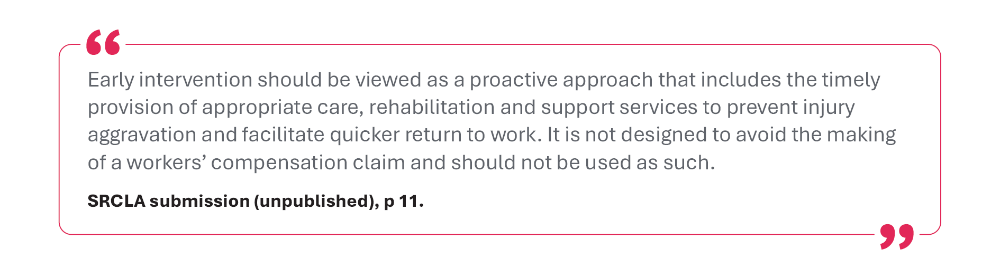 “
Early intervention should be viewed as a proactive approach that includes the timely
provision of appropriate care, rehabilitation and support services to prevent injury
aggravation and facilitate quicker return to work. It is not designed to avoid the making
of a workers’ compensation claim and should not be used as such.
SRCLA submission (unpublished), p 11.
”